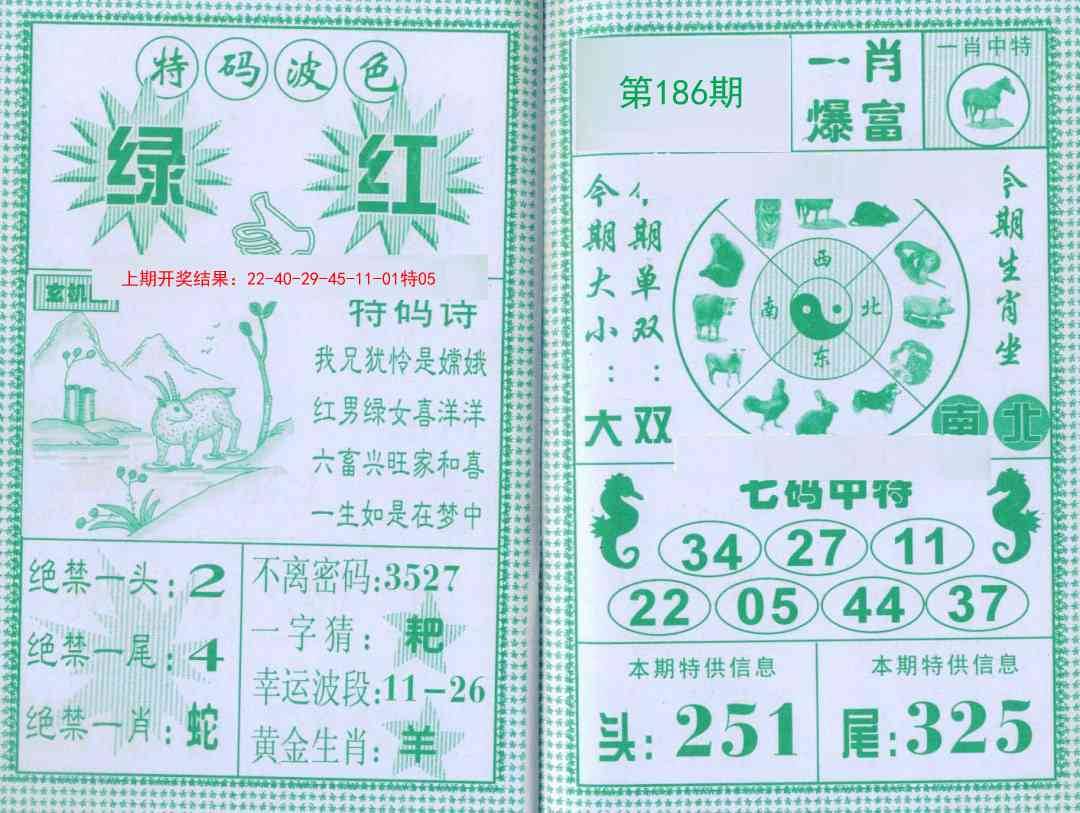 特码波色
绿 红
上期开奖结果：22-40-29-45-11-01特05
特码诗
我兄犹怜是嫦娥
红男绿女喜洋洋
六畜兴旺家和喜
一生如是在梦中
绝禁一头：2
绝禁一尾：4
绝禁一肖：蛇
不离密码：3527
一字猜：耙
幸运波段：11-26
黄金生肖：羊
第186期
一肖
爆富
一肖中特
今期大小：大
期单双：双
今期生肖坐
南北
西
南 北
东
七码中特
34 27 11
22 05 44 37
本期特供信息
头：251
本期特供信息
尾：325